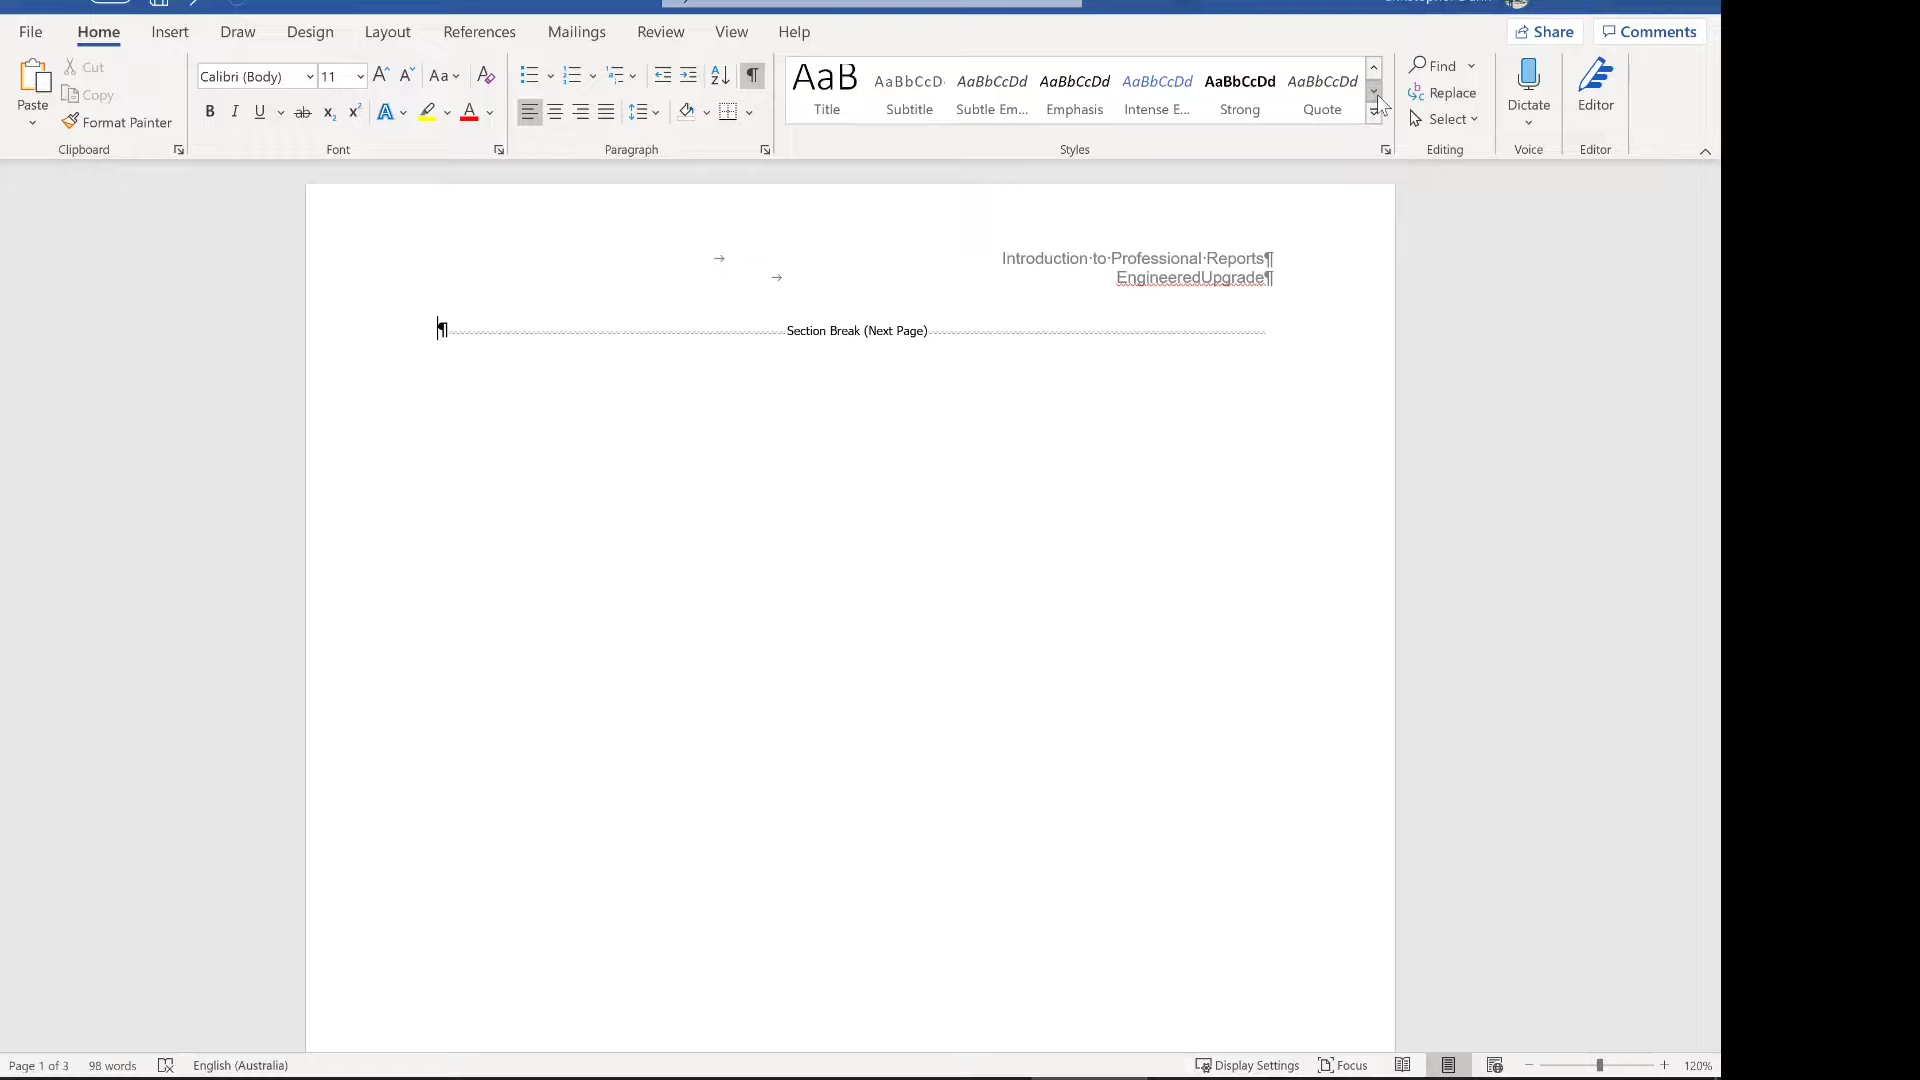 File Home Insert Draw Design Layout References Mailings Review View Help Share Comments
Paste
Cut
Copy
Format Painter
Clipboard
Calibri (Body) 11
Font
Paragraph
AaB AaBbCcD AaBbCcDd AaBbCcDd AaBbCcDd AaBbCcDd AaBbCcDd
Title Subtitle Subtle Em... Emphasis Intense E... Strong Quote
Styles
Find
Replace
Select
Editing
Dictate
Voice
Editor
Editor
Introduction·to·Professional·Reports¶
EngineeredUpgrade¶
¶ Section Break (Next Page)
Page 1 of 3 98 words English (Australia) Display Settings Focus 120%